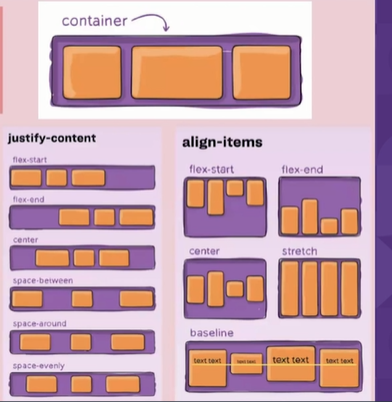 container
justify-content
flex-start
flex-end
center
space-between
space-around
space-evenly
align-items
flex-start
flex-end
center
stretch
baseline
text text
text text
text text
text text